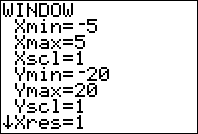 WINDOW
Xmin=-5
Xmax=5
Xscl=1
Ymin=-20
Ymax=20
Yscl=1
↓Xres=1